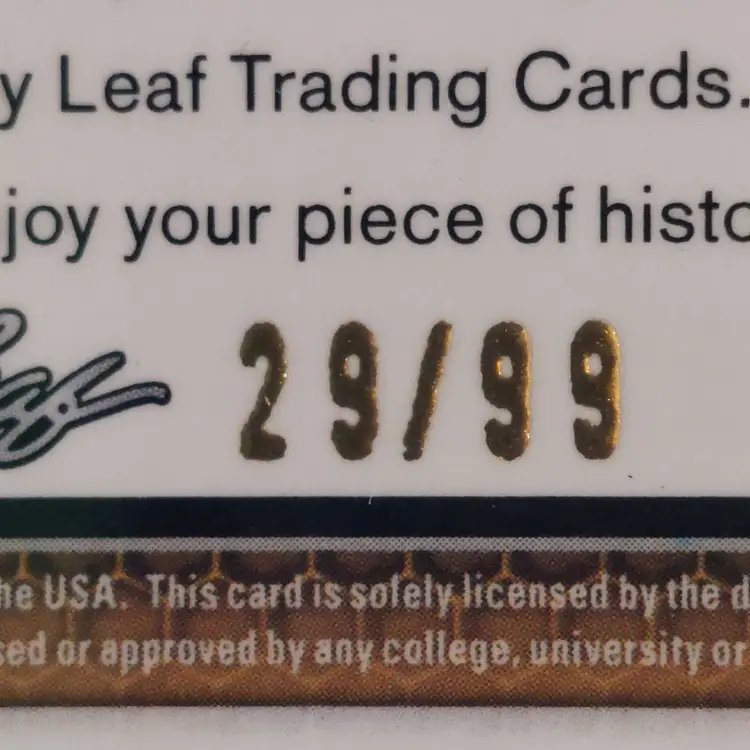 y Leaf Trading Cards.
joy your piece of histo
29/99
he USA. This card is solely licensed by the d
sed or approved by any college, university or